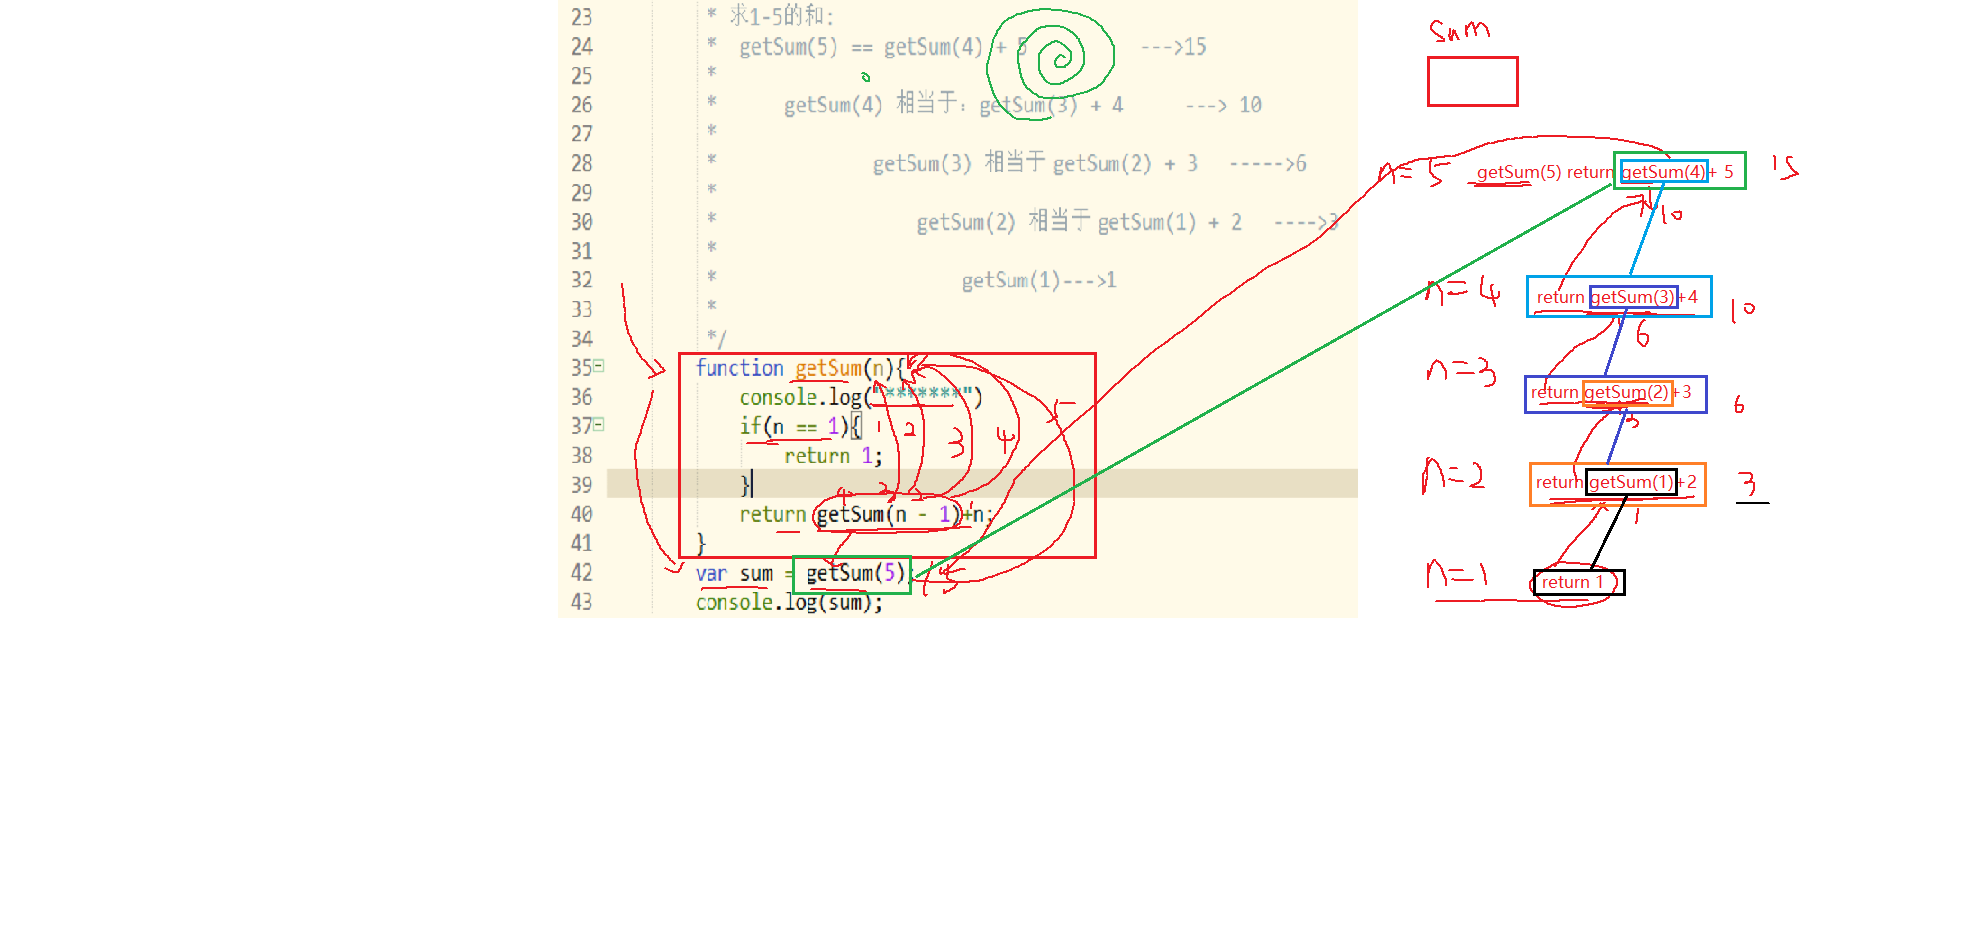 23 * 求1-5的和:
24 * getSum(5) == getSum(4) + 5 --->15
25 *
26 * getSum(4) 相当于: getSum(3) + 4 ---> 10
27 *
28 * getSum(3) 相当于 getSum(2) + 3 ----->6
29 *
30 * getSum(2) 相当于 getSum(1) + 2 ---->3
31 *
32 * getSum(1)--->1
33 *
34 */
35 function getSum(n){
36 console.log("*******")
37 if(n == 1){
38 return 1;
39 }
40 return getSum(n - 1)+n;
41 }
42 var sum = getSum(5)
43 console.log(sum);
1 2 3 4 5
4 3 2 1
15
sum
n=5 getSum(5) return getSum(4)+ 5 15
10
n=4 return getSum(3)+4 10
6
n=3 return getSum(2)+3 6
3
n=2 return getSum(1)+2 3
1
n=1 return 1